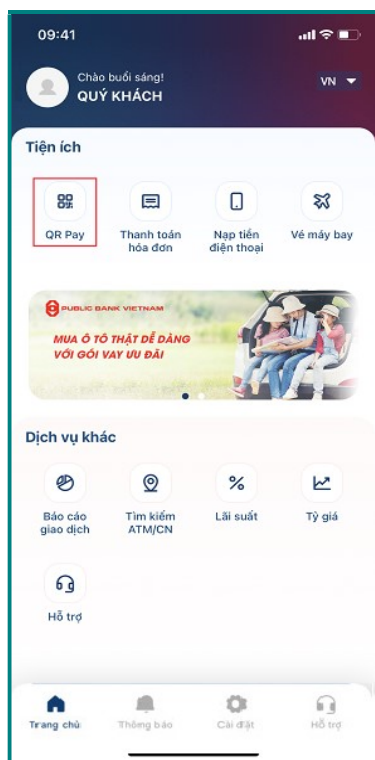 09:41
Chào buổi sáng!
QUÝ KHÁCH
VN
Tiện ích
QR Pay
Thanh toán
hóa đơn
Nạp tiền
điện thoại
Vé máy bay
PUBLIC BANK VIETNAM
MUA Ô TÔ THẬT DỄ DÀNG
VỚI GÓI VAY ƯU ĐÃI
Dịch vụ khác
Báo cáo
giao dịch
Tìm kiếm
ATM/CN
Lãi suất
Tỷ giá
Hỗ trợ
Trang chủ
Thông báo
Cài đặt
Hỗ trợ